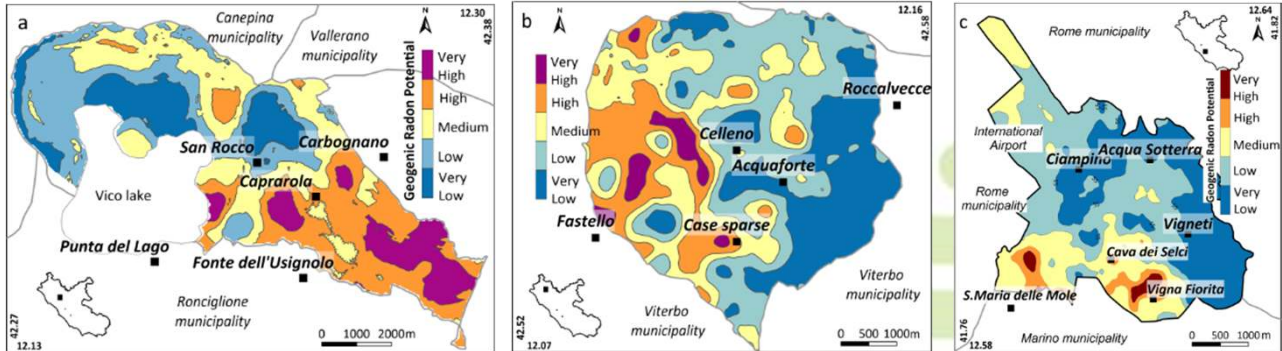 a
Canepina
municipality
Vallerano
municipality
12.30
42.38
Geogenic Radon Potential
Very
High
High
Medium
Low
Very
Low
San Rocco
Carbognano
Caprarola
Vico lake
Punta del Lago
Fonte dell'Usignolo
Ronciglione
municipality
42.27
12.13
0 1000 2000m
b
12.16
42.58
Very
High
High
Medium
Low
Very
Low
Roccalvecce
Celleno
Acquaforte
Fastello
Case sparse
Viterbo
municipality
Viterbo
municipality
42.52
12.07
0 500 1000m
c
Rome municipality
12.64
41.82
Geogenic Radon Potential
Very
High
High
Medium
Low
Very
Low
International
Airport
Ciampino
Acqua Sotterra
Rome
municipality
Vigneti
Cava dei Selci
Vigna Fiorita
S.Maria delle Mole
Marino municipality
41.76
12.58
0 500 1000m